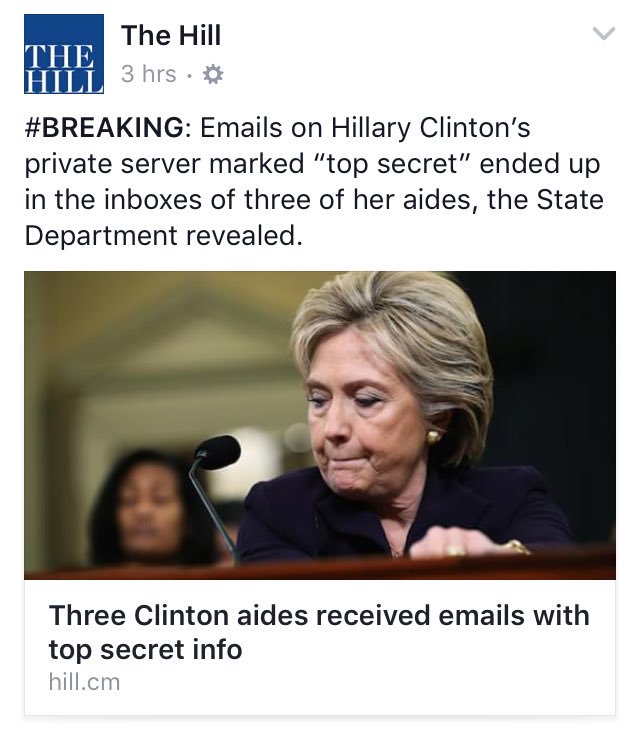 THE
HILL
The Hill
3 hrs ·
#BREAKING: Emails on Hillary Clinton’s
private server marked “top secret” ended up
in the inboxes of three of her aides, the State
Department revealed.
Three Clinton aides received emails with
top secret info
hill.cm